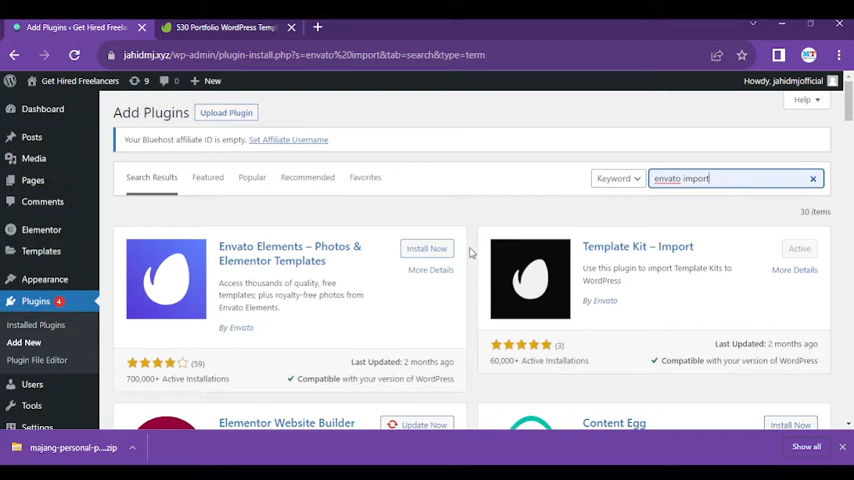 Add Plugins ‹ Get Hired Freelancers
530 Portfolio WordPress Temp
jahidmj.xyz/wp-admin/plugin-install.php?s=envato%20import&tab=search&type=term
Get Hired Freelancers 9 0 New
Howdy, jahidmjofficial
Help
Dashboard
Posts
Media
Pages
Comments
Elementor
Templates
Appearance
Plugins 4
Installed Plugins
Add New
Plugin File Editor
Users
Tools
Settings
Add Plugins Upload Plugin
Your Bluehost affiliate ID is empty. Set Affiliate Username
Search Results Featured Popular Recommended Favorites Keyword envato import
30 items
Envato Elements – Photos &
Elementor Templates
Install Now
More Details
Access thousands of quality, free
templates; plus royalty-free photos from
Envato Elements.
By Envato
(59)
700,000+ Active Installations
Last Updated: 2 months ago
Compatible with your version of WordPress
Template Kit – Import
Active
More Details
Use this plugin to import Template Kits to
WordPress
By Envato
(3)
60,000+ Active Installations
Last Updated: 2 months ago
Compatible with your version of WordPress
Elementor Website Builder
Update Now
Content Egg
Install Now
majang-personal-p....zip
Show all